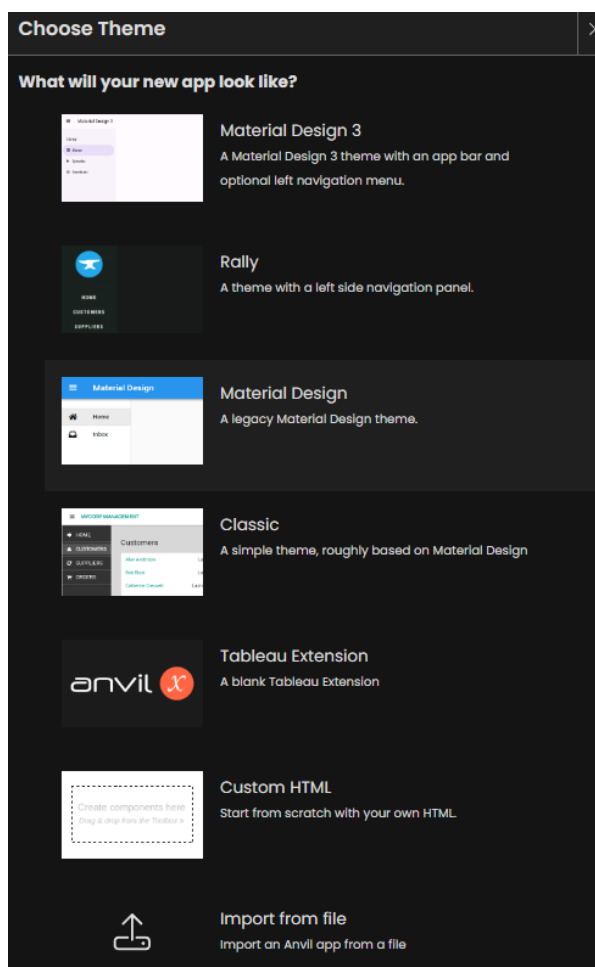 Choose Theme
What will your new app look like?
Material Design 3
Home
Material Design 3
A Material Design 3 theme with an app bar and
optional left navigation menu.
HOME
CUSTOMERS
SUPPLIERS
Rally
A theme with a left side navigation panel.
Material Design
Home
Inbox
Material Design
A legacy Material Design theme.
MYCORP MANAGEMENT
HOME
CUSTOMERS
SUPPLIERS
ORDERS
Customers
Classic
A simple theme, roughly based on Material Design
anvil x
Tableau Extension
A blank Tableau Extension
Create components here
Drag & drop from the Toolbox »
Custom HTML
Start from scratch with your own HTML.
Import from file
Import an Anvil app from a file